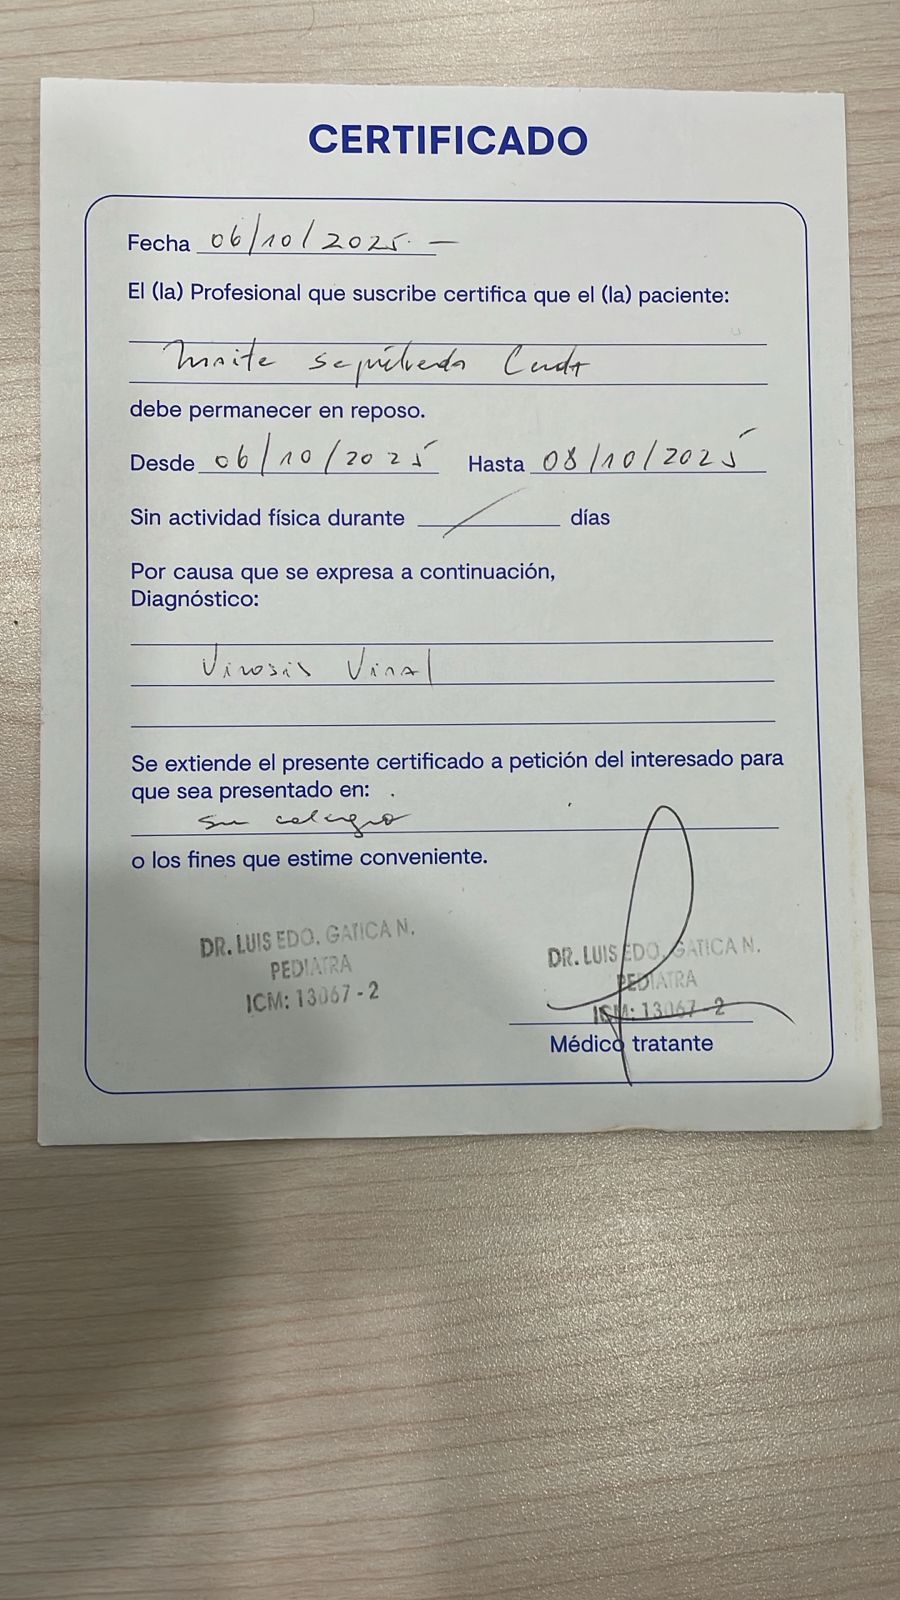 CERTIFICADO
Fecha 06/10/2025. —
El (la) Profesional que suscribe certifica que el (la) paciente:
Maite Sepúlveda
debe permanecer en reposo.
Desde 06/10/2025 Hasta 08/10/2025
Sin actividad física durante / días
Por causa que se expresa a continuación,
Diagnóstico:
Virosis Viral
Se extiende el presente certificado a petición del interesado para
que sea presentado en:
su colegio
o los fines que estime conveniente.
DR. LUIS EDO. GATICA N.
PEDIATRA
ICM: 13067-2
DR. LUIS EDO. GATICA N.
PEDIATRA
ICM: 13067-2
Médico tratante